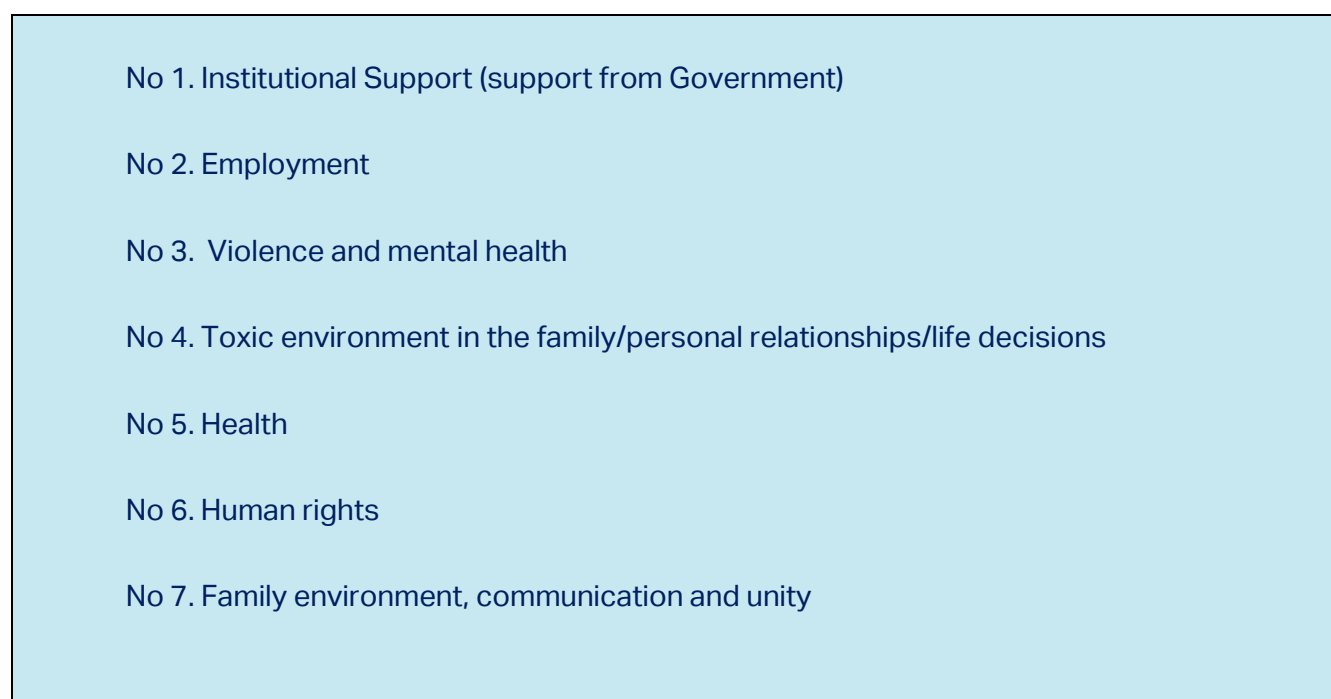 No 1. Institutional Support (support from Government)
No 2. Employment
No 3.  Violence and mental health
No 4. Toxic environment in the family/personal relationships/life decisions
No 5. Health
No 6. Human rights
No 7. Family environment, communication and unity